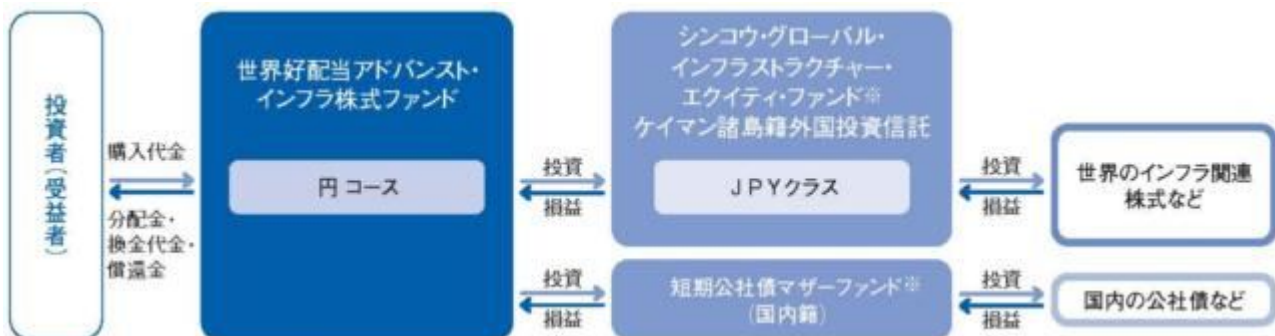 投資者(受益者)
購入代金
分配金・
換金代金・
償還金
世界好配当アドバンスト・
インフラ株式ファンド
円 コース
投資
損益
投資
損益
シンコウ・グローバル・
インフラストラクチャー・
エクイティ・ファンド※
ケイマン諸島籍外国投資信託
JPYクラス
短期公社債マザーファンド※
(国内籍)
投資
損益
投資
損益
世界のインフラ関連
株式など
国内の公社債など